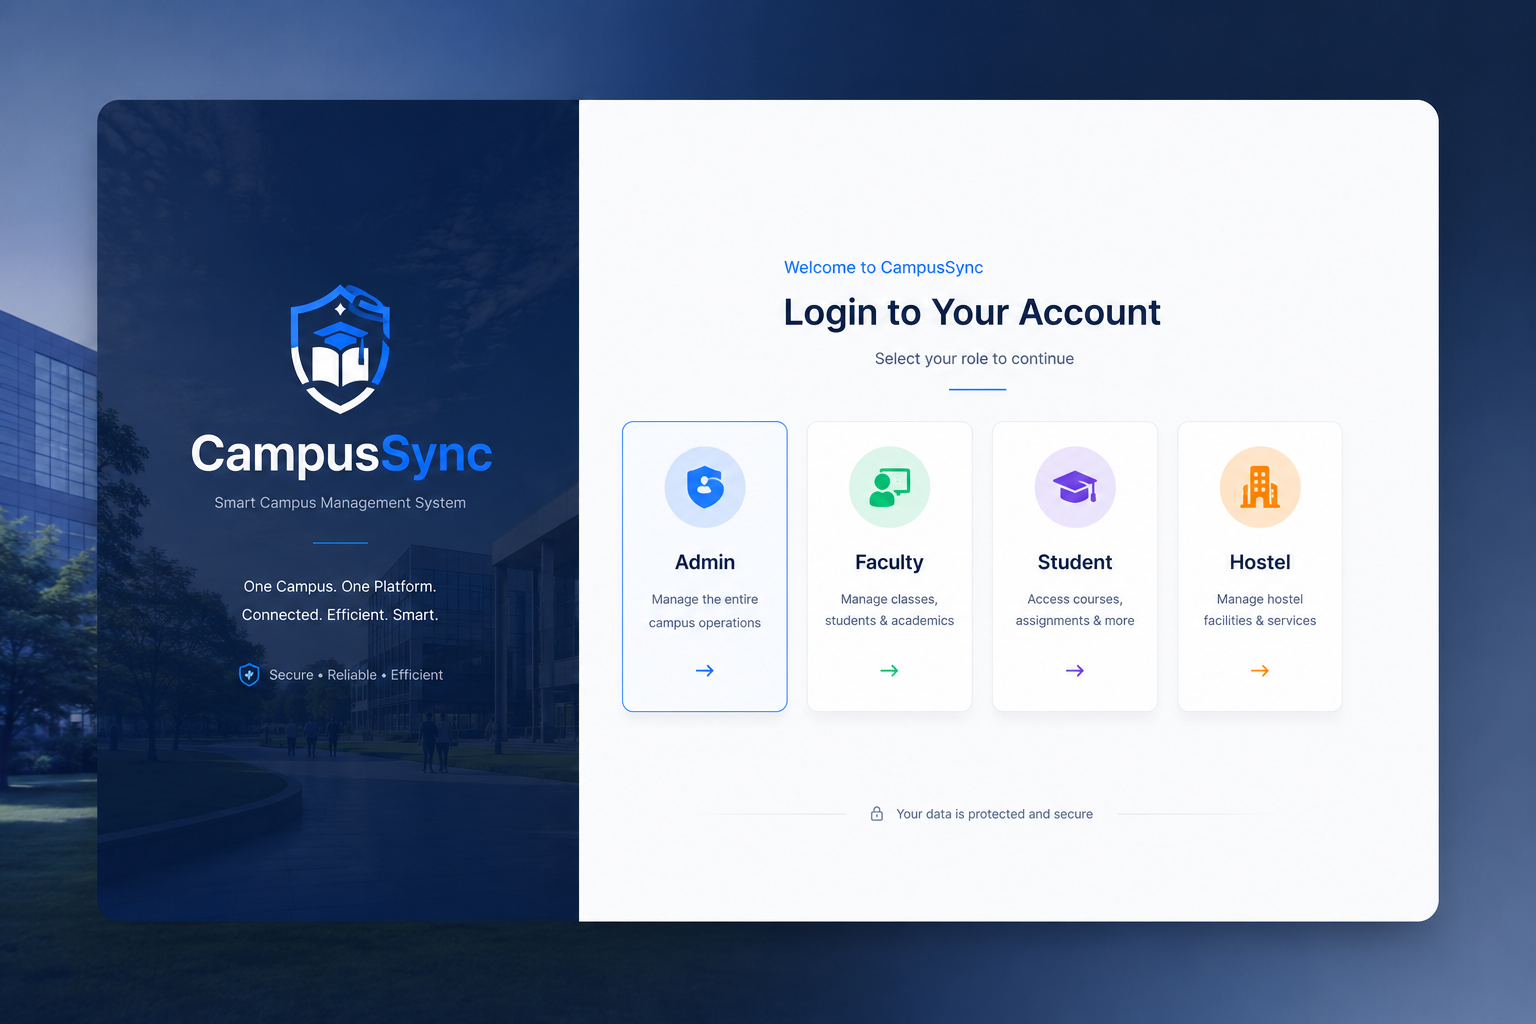 CampusSync
Smart Campus Management System
One Campus. One Platform.
Connected. Efficient. Smart.
Secure • Reliable • Efficient
Welcome to CampusSync
Login to Your Account
Select your role to continue
Admin
Manage the entire
campus operations
Faculty
Manage classes,
students & academics
Student
Access courses,
assignments & more
Hostel
Manage hostel
facilities & services
Your data is protected and secure